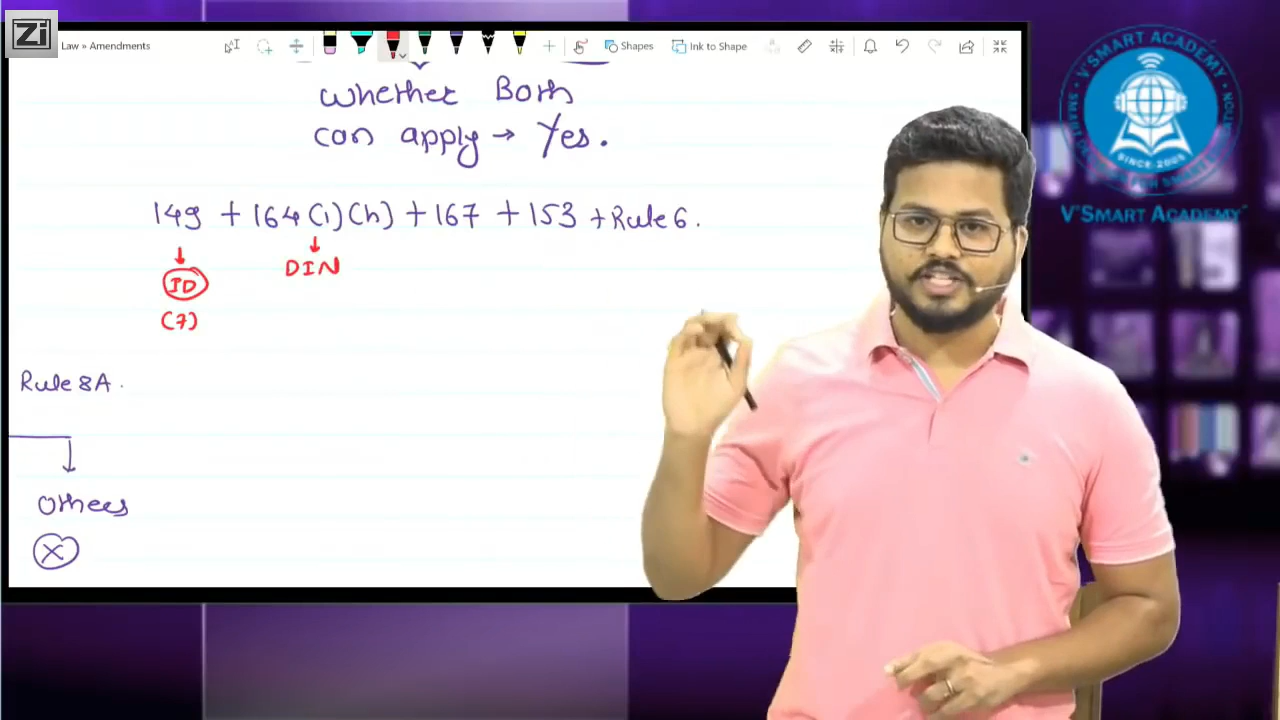 Zi
Law » Amendments
Shapes
Ink to Shape
whether Both
can apply → Yes.
149 + 164(1)(h) + 167 + 153 + Rule 6.
ID
DIN
(7)
Rule 8A.
Others
X
V'SMART ACADEMY
SINCE-2005
V'SMART ACADEMY